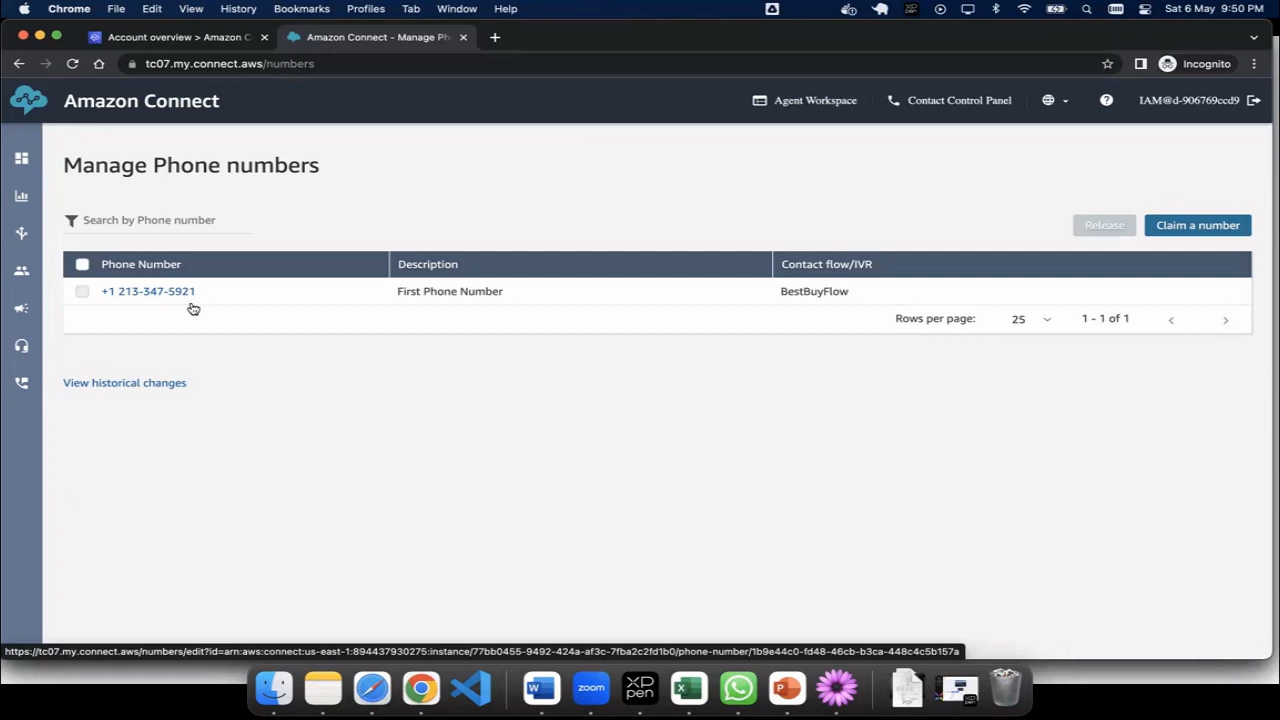 Chrome File Edit View History Bookmarks Profiles Tab Window Help Sat 6 May 9:50 PM
Account overview > Amazon C
Amazon Connect - Manage Ph
tc07.my.connect.aws/numbers
Incognito
Amazon Connect
Agent Workspace
Contact Control Panel
IAM@d-906769ccd9
Manage Phone numbers
Search by Phone number
Release
Claim a number
Phone Number Description Contact flow/IVR
+1 213-347-5921 First Phone Number BestBuyFlow
Rows per page: 25 1 - 1 of 1
View historical changes
https://tc07.my.connect.aws/numbers/edit?id=arn:aws:connect:us-east-1:894437930275:instance/77bb0455-9492-424a-af3c-7fba2c2fd1b0/phone-number/1b9e44c0-fd48-46cb-b3ca-448c4c5b157a
W
zoom
XP
pen
X
P
PDF